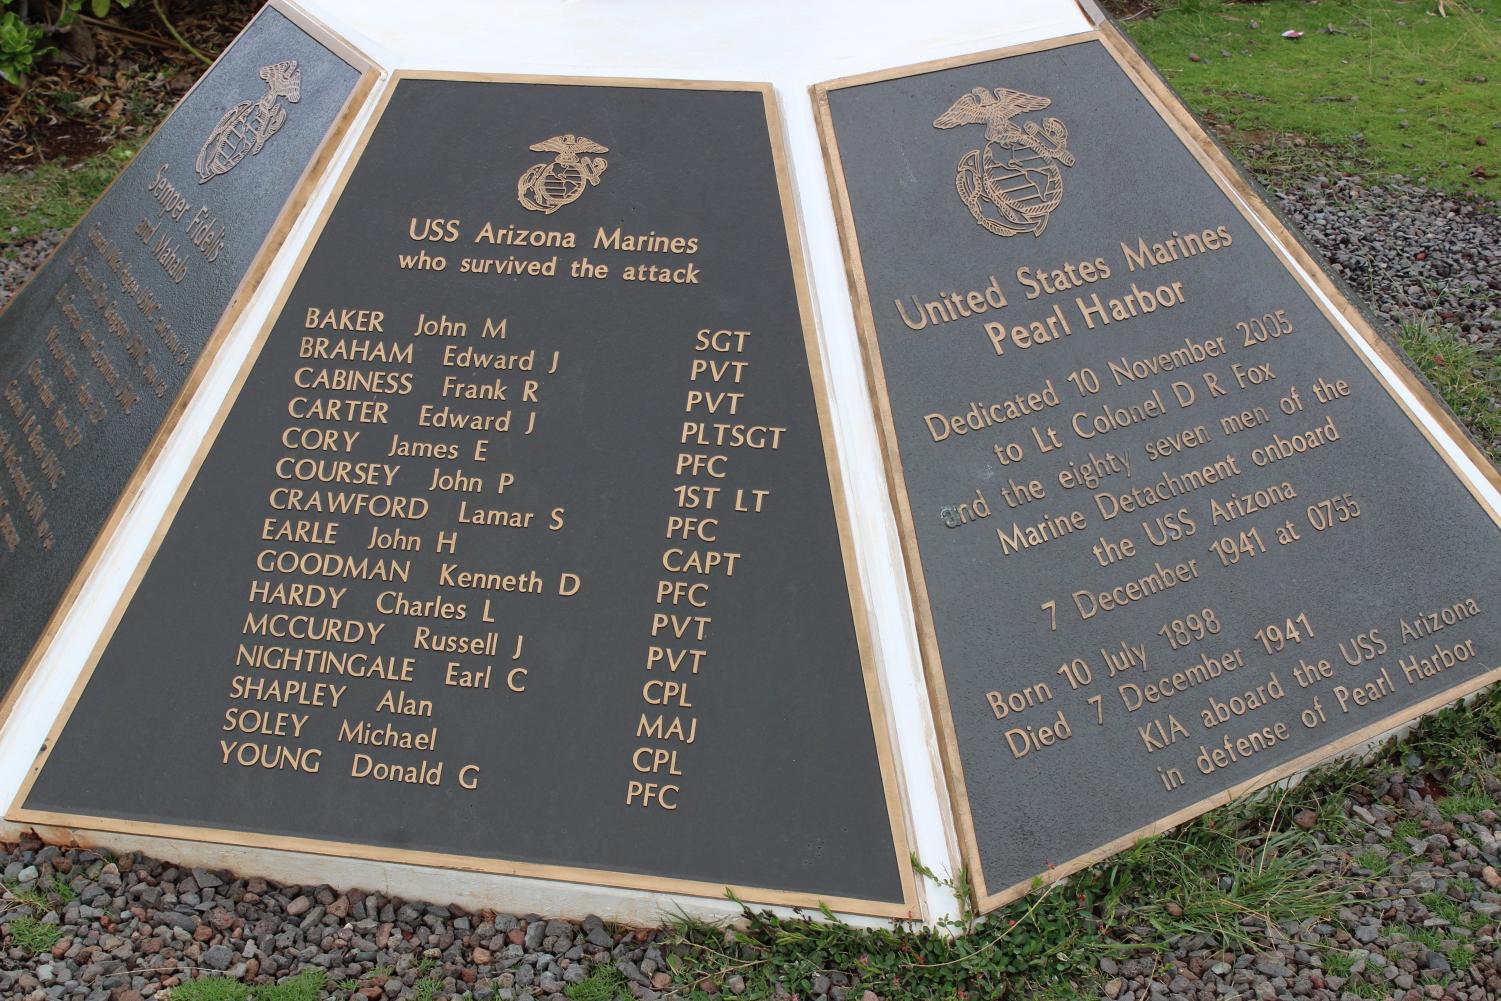 Semper Fidelis
and Mahalo
USS Arizona Marines
who survived the attack
BAKER John M SGT
BRAHAM Edward J PVT
CABINESS Frank R PVT
CARTER Edward J PLTSGT
CORY James E PFC
COURSEY John P 1ST LT
CRAWFORD Lamar S PFC
EARLE John H CAPT
GOODMAN Kenneth D PFC
HARDY Charles L PVT
MCCURDY Russell J PVT
NIGHTINGALE Earl C CPL
SHAPLEY Alan MAJ
SOLEY Michael CPL
YOUNG Donald G PFC
United States Marines
Pearl Harbor
Dedicated 10 November 2005
to Lt Colonel D R Fox
and the eighty seven men of the
Marine Detachment onboard
the USS Arizona
7 December 1941 at 0755
Born 10 July 1898
Died 7 December 1941
KIA aboard the USS Arizona
in defense of Pearl Harbor